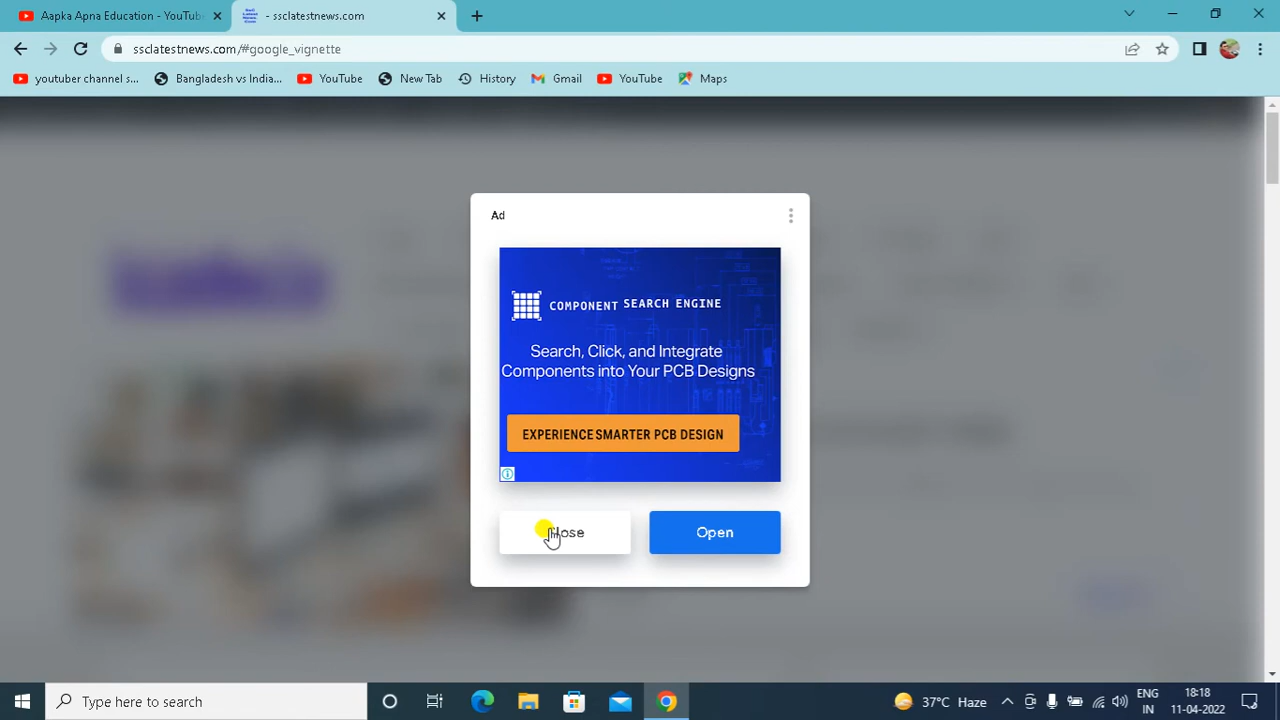 Aapka Apna Education - YouTub
- ssclatestnews.com
ssclatestnews.com/#google_vignette
youtuber channel s...
Bangladesh vs India...
YouTube
New Tab
History
Gmail
YouTube
Maps
Ad
COMPONENT SEARCH ENGINE
Search, Click, and Integrate
Components into Your PCB Designs
EXPERIENCE SMARTER PCB DESIGN
Close
Open
Type here to search
37°C Haze
ENG
IN
18:18
11-04-2022